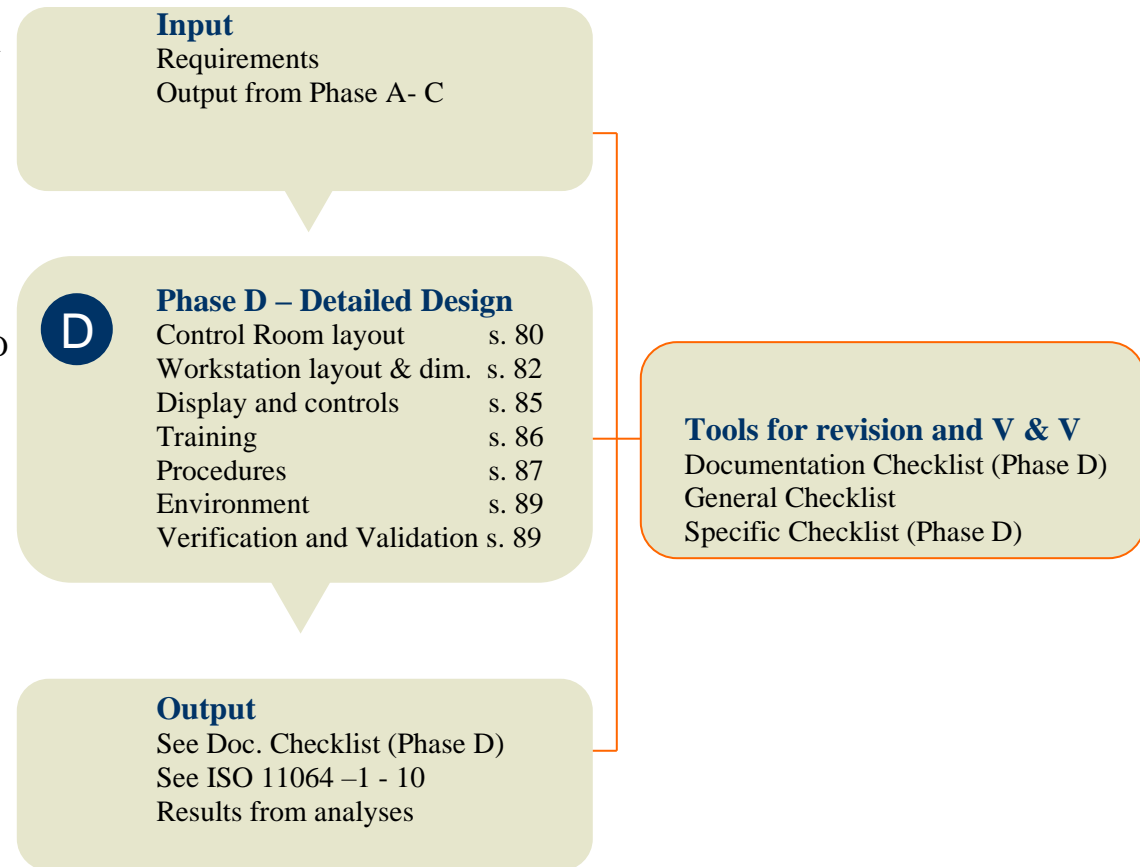 Input
Requirements
Output from Phase A- C
D
Phase D – Detailed Design
Control Room layout s. 80
Workstation layout & dim. s. 82
Display and controls s. 85
Training s. 86
Procedures s. 87
Environment s. 89
Verification and Validation s. 89
Tools for revision and V & V
Documentation Checklist (Phase D)
General Checklist
Specific Checklist (Phase D)
Output
See Doc. Checklist (Phase D)
See ISO 11064 –1 - 10
Results from analyses